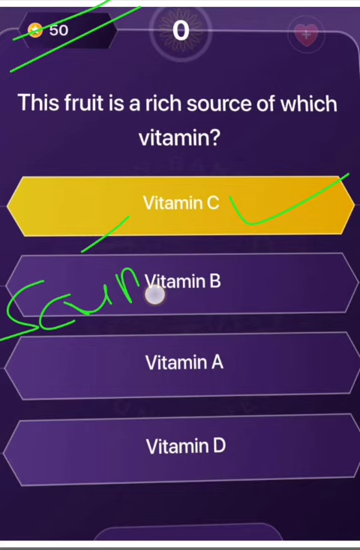 50
0
This fruit is a rich source of which
vitamin?
Vitamin C
Vitamin B
Vitamin A
Vitamin D